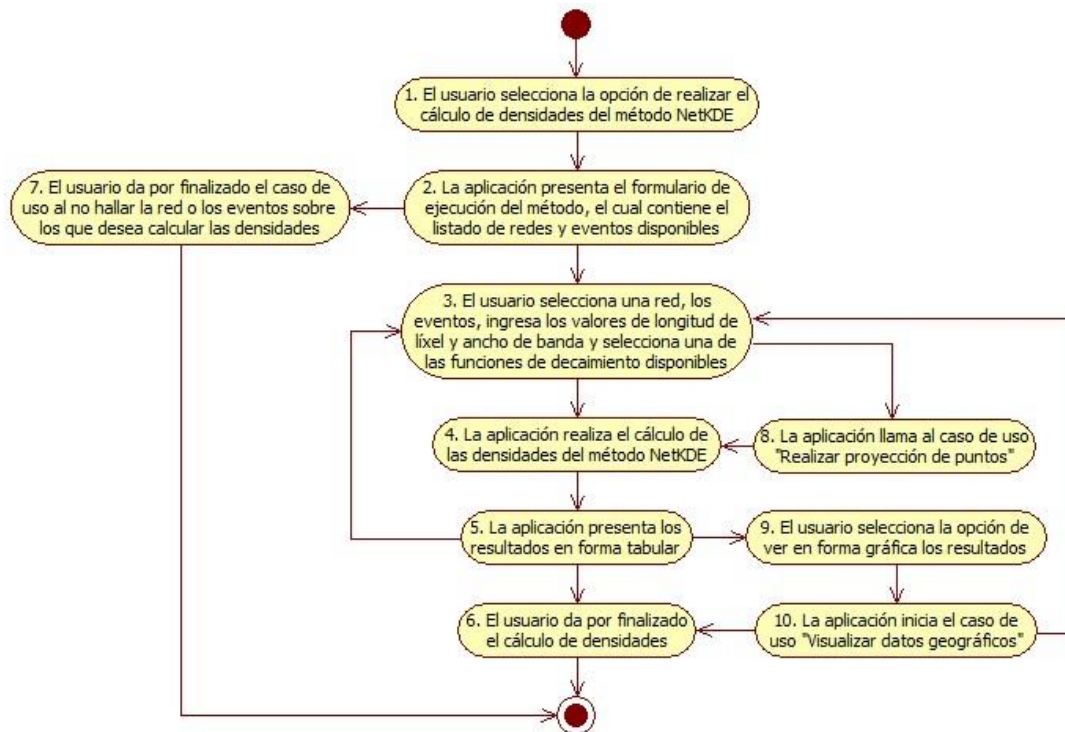 1. El usuario selecciona la opción de realizar el
cálculo de densidades del método NetKDE
7. El usuario da por finalizado el caso de
uso al no hallar la red o los eventos sobre
los que desea calcular las densidades
2. La aplicación presenta el formulario de
ejecución del método, el cual contiene el
listado de redes y eventos disponibles
3. El usuario selecciona una red, los
eventos, ingresa los valores de longitud de
líxel y ancho de banda y selecciona una de
las funciones de decaimiento disponibles
4. La aplicación realiza el cálculo de
las densidades del método NetKDE
8. La aplicación llama al caso de uso
"Realizar proyección de puntos"
5. La aplicación presenta los
resultados en forma tabular
9. El usuario selecciona la opción de
ver en forma gráfica los resultados
6. El usuario da por finalizado
el cálculo de densidades
10. La aplicación inicia el caso de
uso "Visualizar datos geográficos"